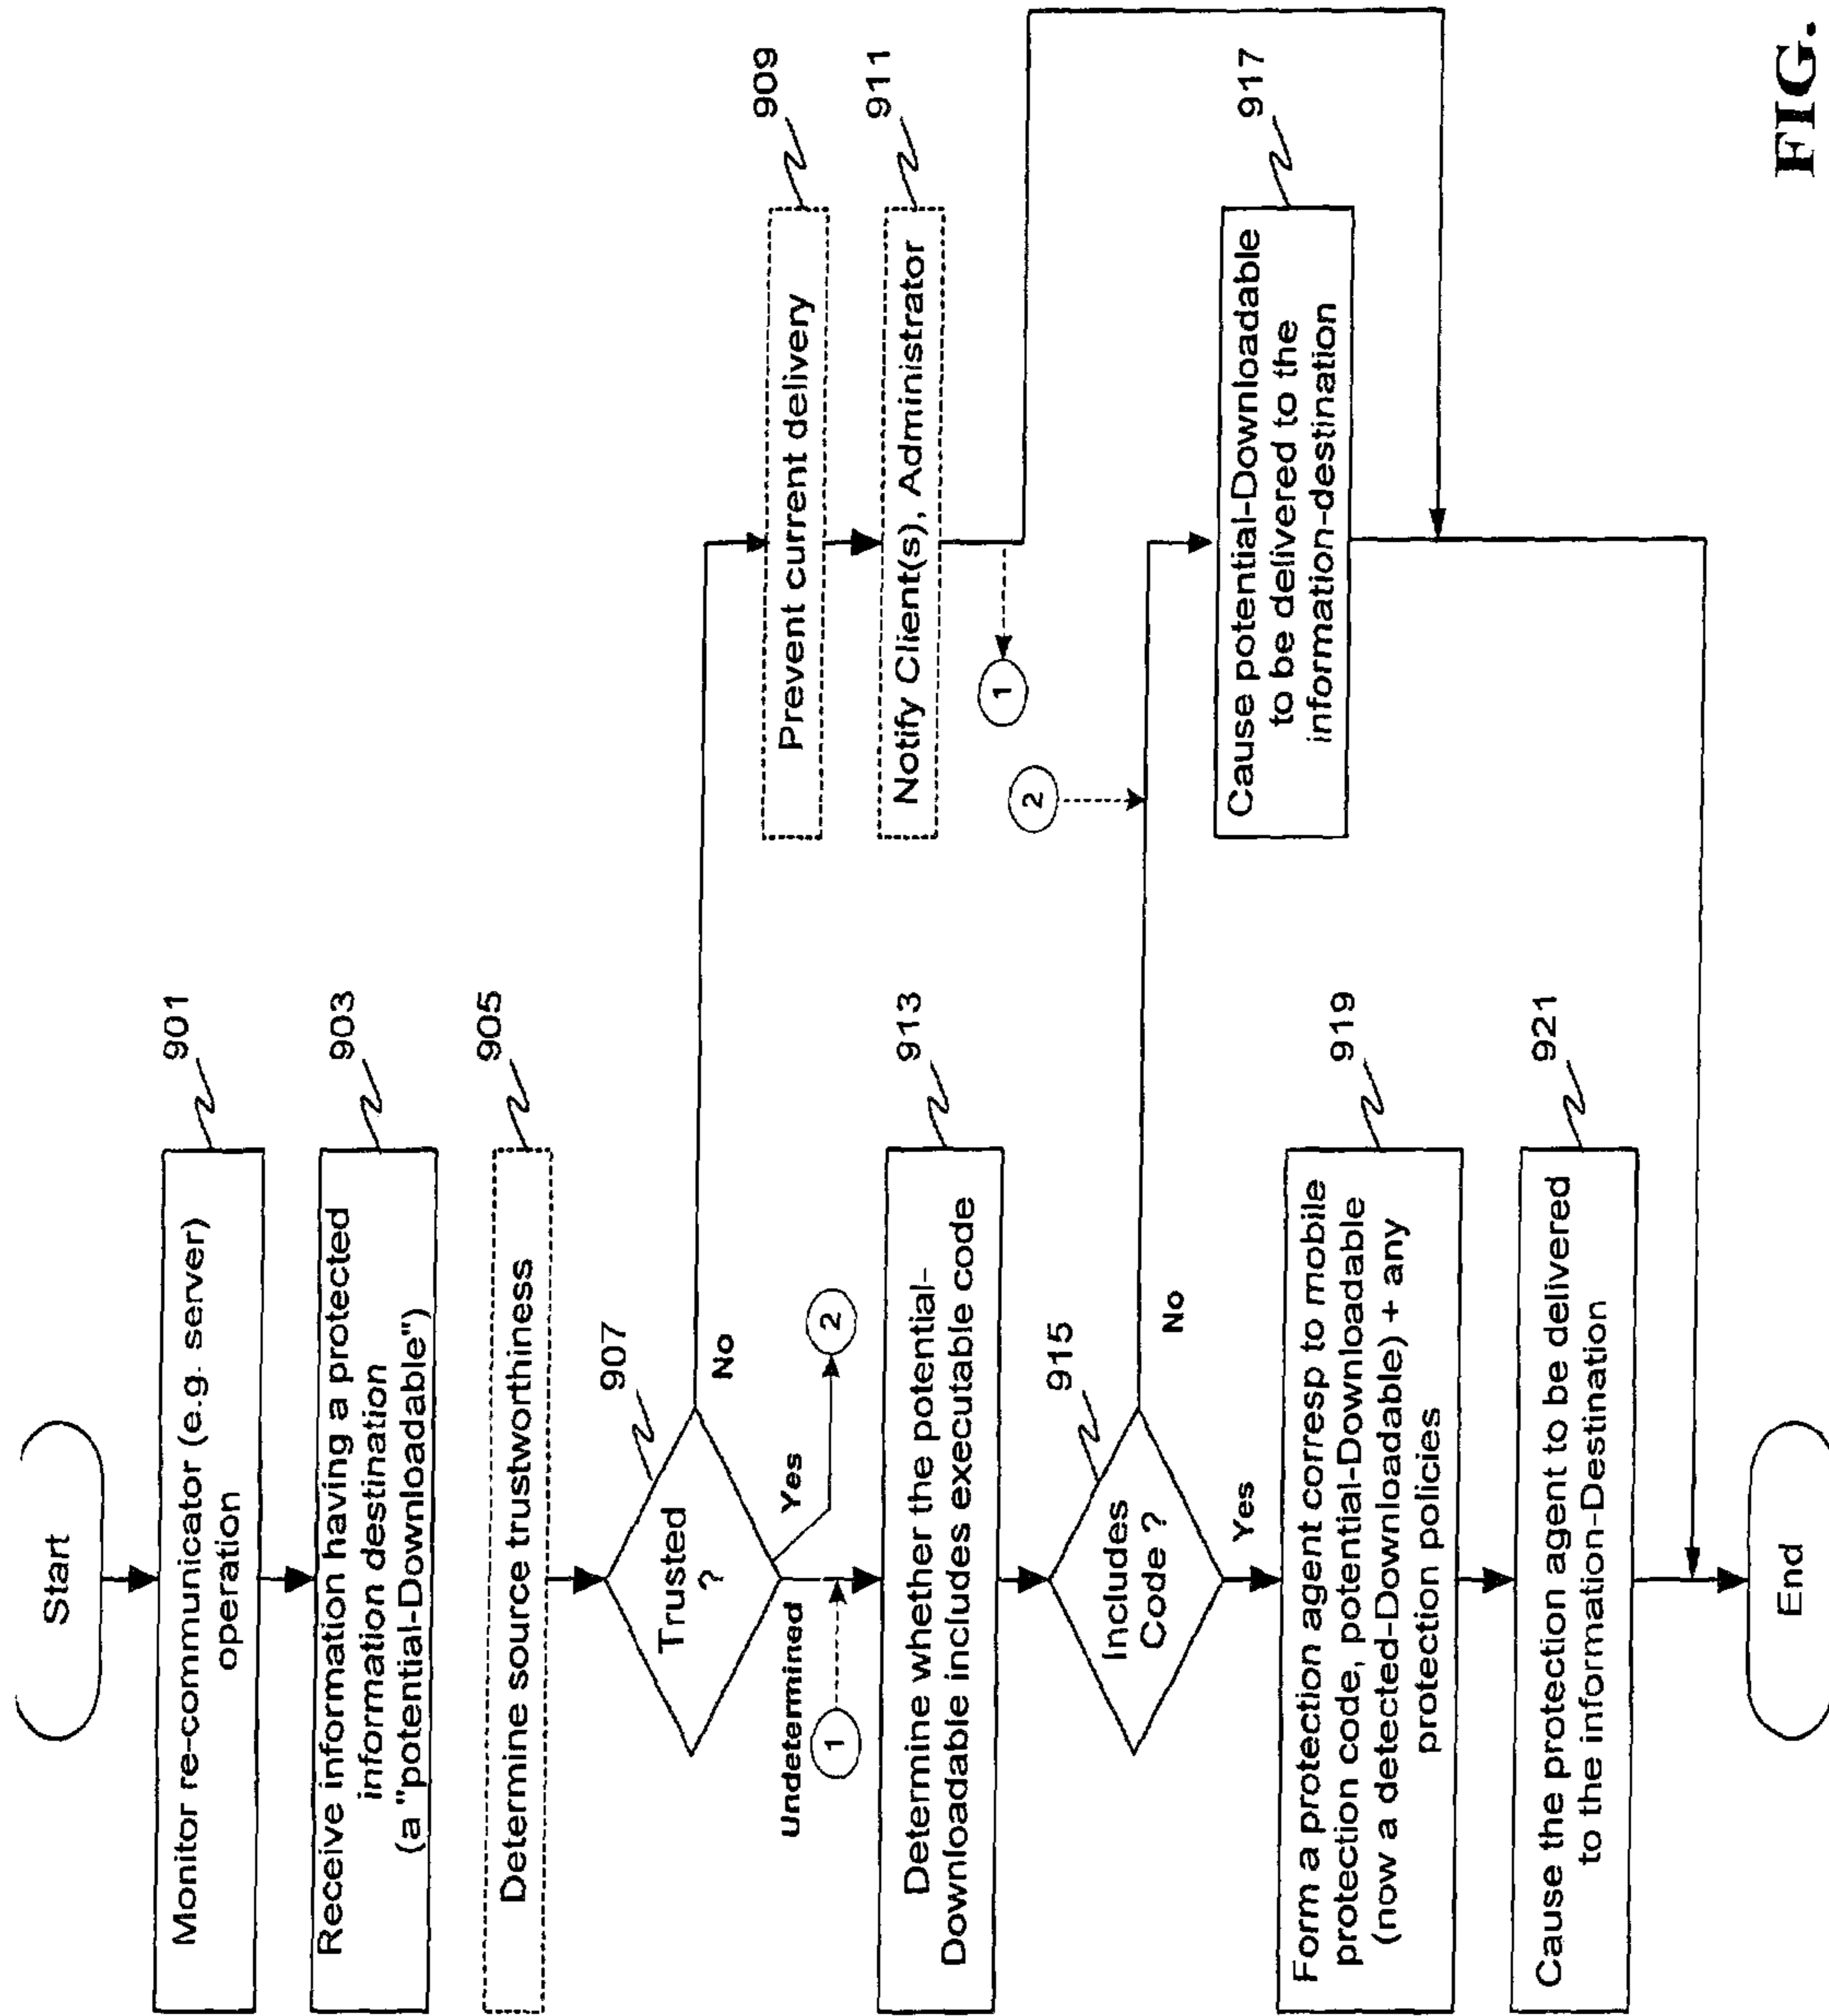 Start
Monitor re-communicator (e.g. server)
operation
901
Receive information having a protected
information destination
(a "potential-Downloadable")
903
Determine source trustworthiness
905
Trusted
?
907
No
Yes
2
Undetermined
1
Prevent current delivery
909
Notify Client(s), Administrator
911
1
Determine whether the potential-
Downloadable includes executable code
913
Includes
Code ?
915
No
Yes
2
Cause potential-Downloadable
to be delivered to the
information-destination
917
Form a protection agent corresp to mobile
protection code, potential-Downloadable
(now a detected-Downloadable) + any
protection policies
919
Cause the protection agent to be delivered
to the information-Destination
921
End
FIG.